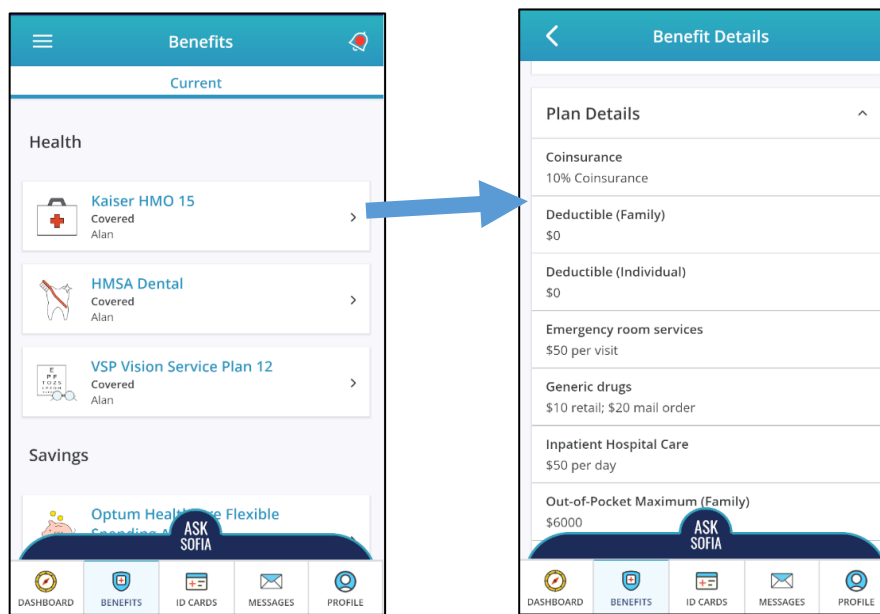 Benefits
Current
Health
Kaiser HMO 15
Covered
Alan
HMSA Dental
Covered
Alan
VSP Vision Service Plan 12
Covered
Alan
Savings
Optum Flexible
ASK
SOFIA
DASHBOARD
BENEFITS
ID CARDS
MESSAGES
PROFILE
Benefit Details
Plan Details
Coinsurance
10% Coinsurance
Deductible (Family)
$0
Deductible (Individual)
$0
Emergency room services
$50 per visit
Generic drugs
$10 retail; $20 mail order
Inpatient Hospital Care
$50 per day
Out-of-Pocket Maximum (Family)
$6000
ASK
SOFIA
DASHBOARD
BENEFITS
ID CARDS
MESSAGES
PROFILE